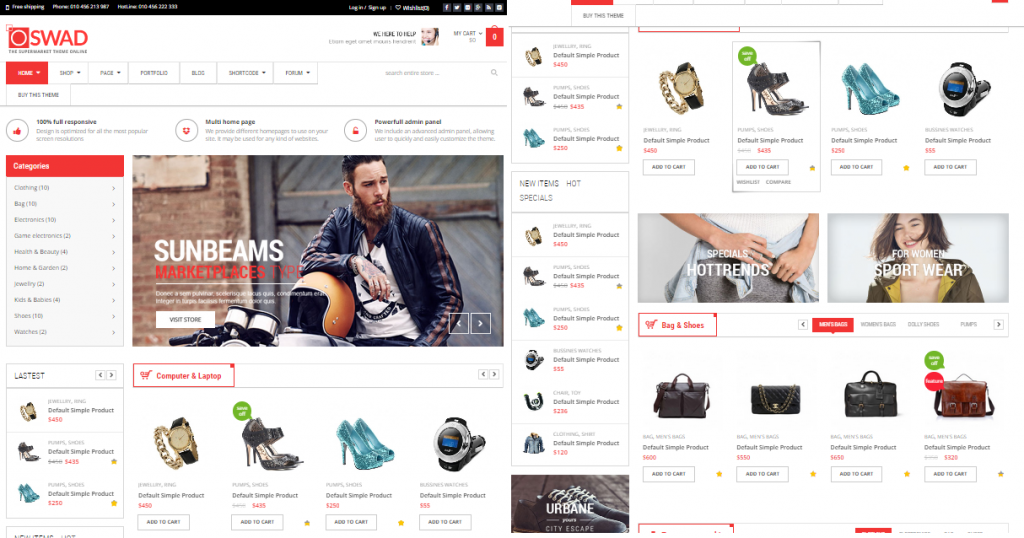 Free shipping Phone: 010 456 213 987 HotLine: 010 456 222 333
Log in / Sign up Wishlist(0)
OSWAD
THE SUPERMARKET THEME ONLINE
WE HERE TO HELP
Etiam eget amet mouris hendrerit
MY CART
$0
0
HOME SHOP PAGE PORTFOLIO BLOG SHORTCODE FORUM
search entire store ...
BUY THIS THEME
100% full responsive
Design is optimized for all the most popular
screen resolutions
Multi home page
We provide different homepages to use on your
site. It may be used for any kind of websites.
Powerfull admin panel
We include an advanced admin panel, allowing
user to quickly and easily customize the theme.
Categories
Clothing (10)
Bag (10)
Electronics (10)
Game electronics (2)
Health & Beauty (4)
Home & Garden (2)
Jewelry (2)
Kids & Babies (4)
Shoes (10)
Watches (2)
SUNBEAMS
MARKETPLACES TYPE
Donec a sem pulvinar, scelerisque locus quis, condimentum erat.
Integer in turpis facibus fermentum dolor quis.
VISIT STORE
LASTEST
JEWELLRY, RING
Default Simple Product
$450
PUMPS, SHOES
Default Simple Product
$450 $435
PUMPS, SHOES
Default Simple Product
$250
NEW ITEMS HOT
Computer & Laptop
save
off
JEWELLRY, RING
Default Simple Product
$450
ADD TO CART
PUMPS, SHOES
Default Simple Product
$450 $435
ADD TO CART
PUMPS, SHOES
Default Simple Product
$250
ADD TO CART
BUSSINES WATCHES
Default Simple Product
$55
ADD TO CART
BUY THIS THEME
JEWELLRY, RING
Default Simple Product
$450
PUMPS, SHOES
Default Simple Product
$450 $435
PUMPS, SHOES
Default Simple Product
$250
NEW ITEMS HOT
SPECIALS
JEWELLRY, RING
Default Simple Product
$450
PUMPS, SHOES
Default Simple Product
$450 $435
PUMPS, SHOES
Default Simple Product
$250
BUSSINES WATCHES
Default Simple Product
$55
CHAIR, TOY
Default Simple Product
$236
CLOTHING, SHIRT
Default Simple Product
$120
URBANE
yours
CITY ESCAPE
save
off
JEWELLRY, RING
Default Simple Product
$450
ADD TO CART
PUMPS, SHOES
Default Simple Product
$450 $435
ADD TO CART
WISHLIST COMPARE
PUMPS, SHOES
Default Simple Product
$250
ADD TO CART
BUSSINES WATCHES
Default Simple Product
$55
ADD TO CART
SPECIALS
HOTTRENDS
FOR WOMEN
SPORT WEAR
Bag & Shoes
MEN'S BAGS WOMEN'S BAGS DOLLY SHOES PUMPS
save
off
feature
BAG, MEN'S BAGS
Default Simple Product
$600
ADD TO CART
BAG, MEN'S BAGS
Default Simple Product
$550
ADD TO CART
BAG, MEN'S BAGS
Default Simple Product
$650
ADD TO CART
BAG, MEN'S BAGS
Default Simple Product
$320
ADD TO CART